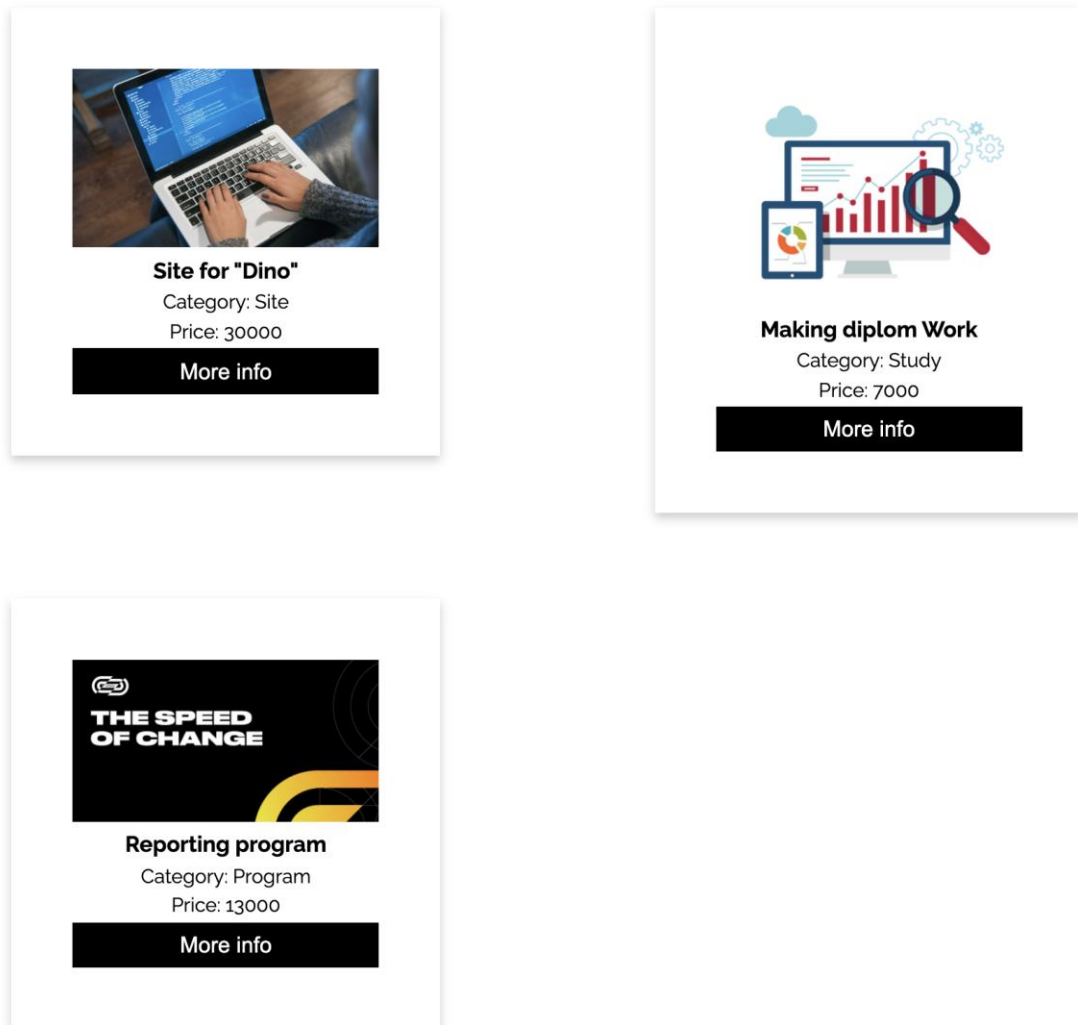 Site for "Dino"
Category: Site
Price: 30000
More info
Making diplom Work
Category: Study
Price: 7000
More info
THE SPEED
OF CHANGE
Reporting program
Category: Program
Price: 13000
More info